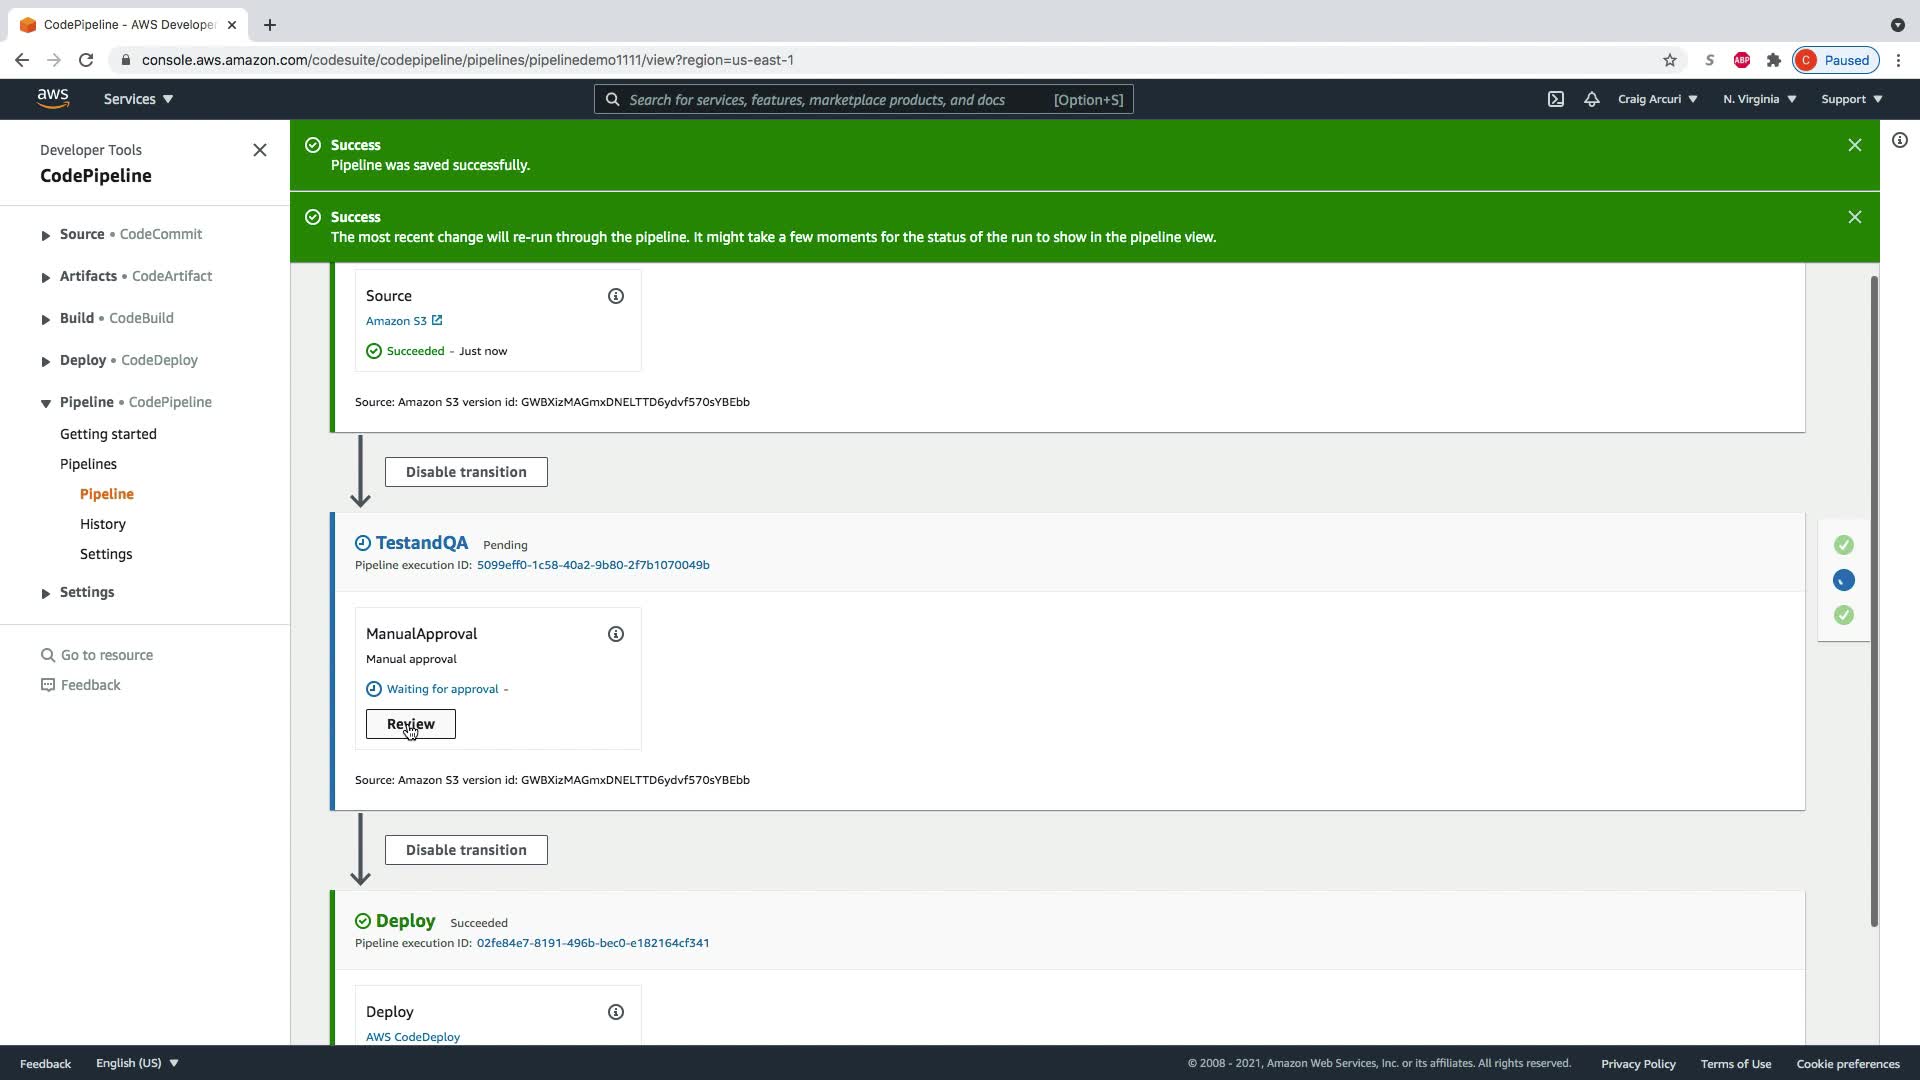 CodePipeline - AWS Develope
console.aws.amazon.com/codesuite/codepipeline/pipelines/pipelinedemo1111/view?region=us-east-1
S
ABP
C
Paused
aws
Services
Search for services, features, marketplace products, and docs
[Option+S]
Craig Arcuri
N. Virginia
Support
Developer Tools
CodePipeline
Source • CodeCommit
Artifacts • CodeArtifact
Build • CodeBuild
Deploy • CodeDeploy
Pipeline • CodePipeline
Getting started
Pipelines
Pipeline
History
Settings
Settings
Go to resource
Feedback
Success
Pipeline was saved successfully.
Success
The most recent change will re-run through the pipeline. It might take a few moments for the status of the run to show in the pipeline view.
Source
Amazon S3
Succeeded - Just now
Source: Amazon S3 version id: GWBXizMAGmxDNELTTD6ydvf570sYBEbb
Disable transition
TestandQA Pending
Pipeline execution ID: 5099eff0-1c58-40a2-9b80-2f7b1070049b
ManualApproval
Manual approval
Waiting for approval -
Review
Source: Amazon S3 version id: GWBXizMAGmxDNELTTD6ydvf570sYBEbb
Disable transition
Deploy Succeeded
Pipeline execution ID: 02fe84e7-8191-496b-bec0-e182164cf341
Deploy
AWS CodeDeploy
Feedback
English (US)
© 2008 - 2021, Amazon Web Services, Inc. or its affiliates. All rights reserved.
Privacy Policy
Terms of Use
Cookie preferences